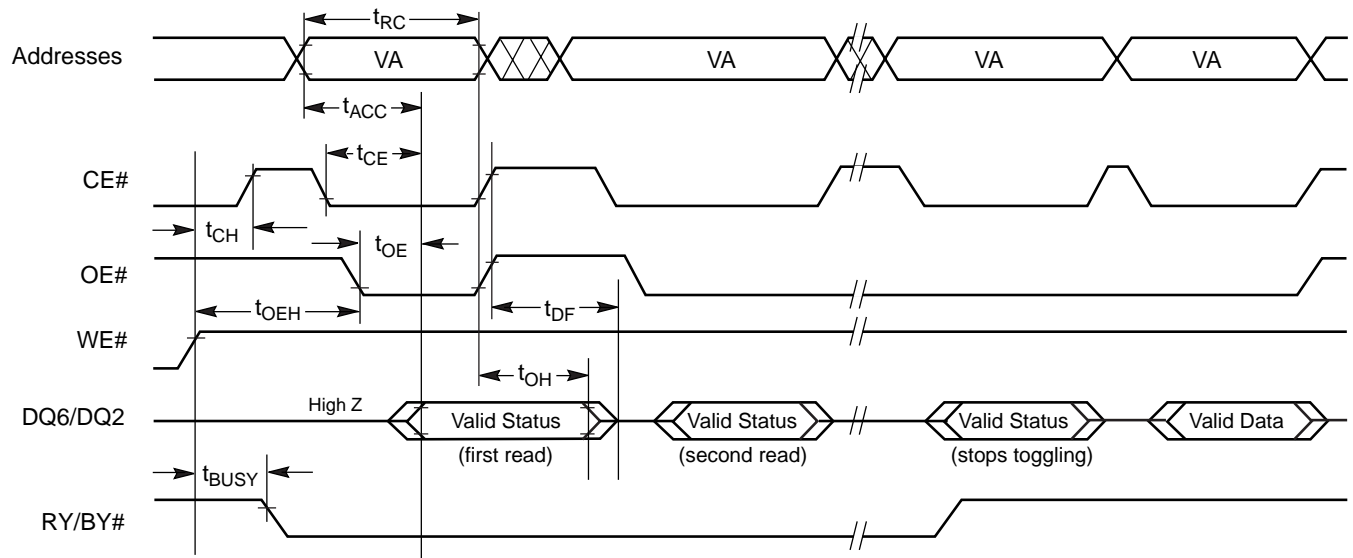 tRC
Addresses VA VA VA VA
tACC
tCE
CE#
tCH tOE
OE#
tOEH tDF
WE#
tOH
DQ6/DQ2 High Z Valid Status Valid Status Valid Status Valid Data
(first read) (second read) (stops toggling)
tBUSY
RY/BY#